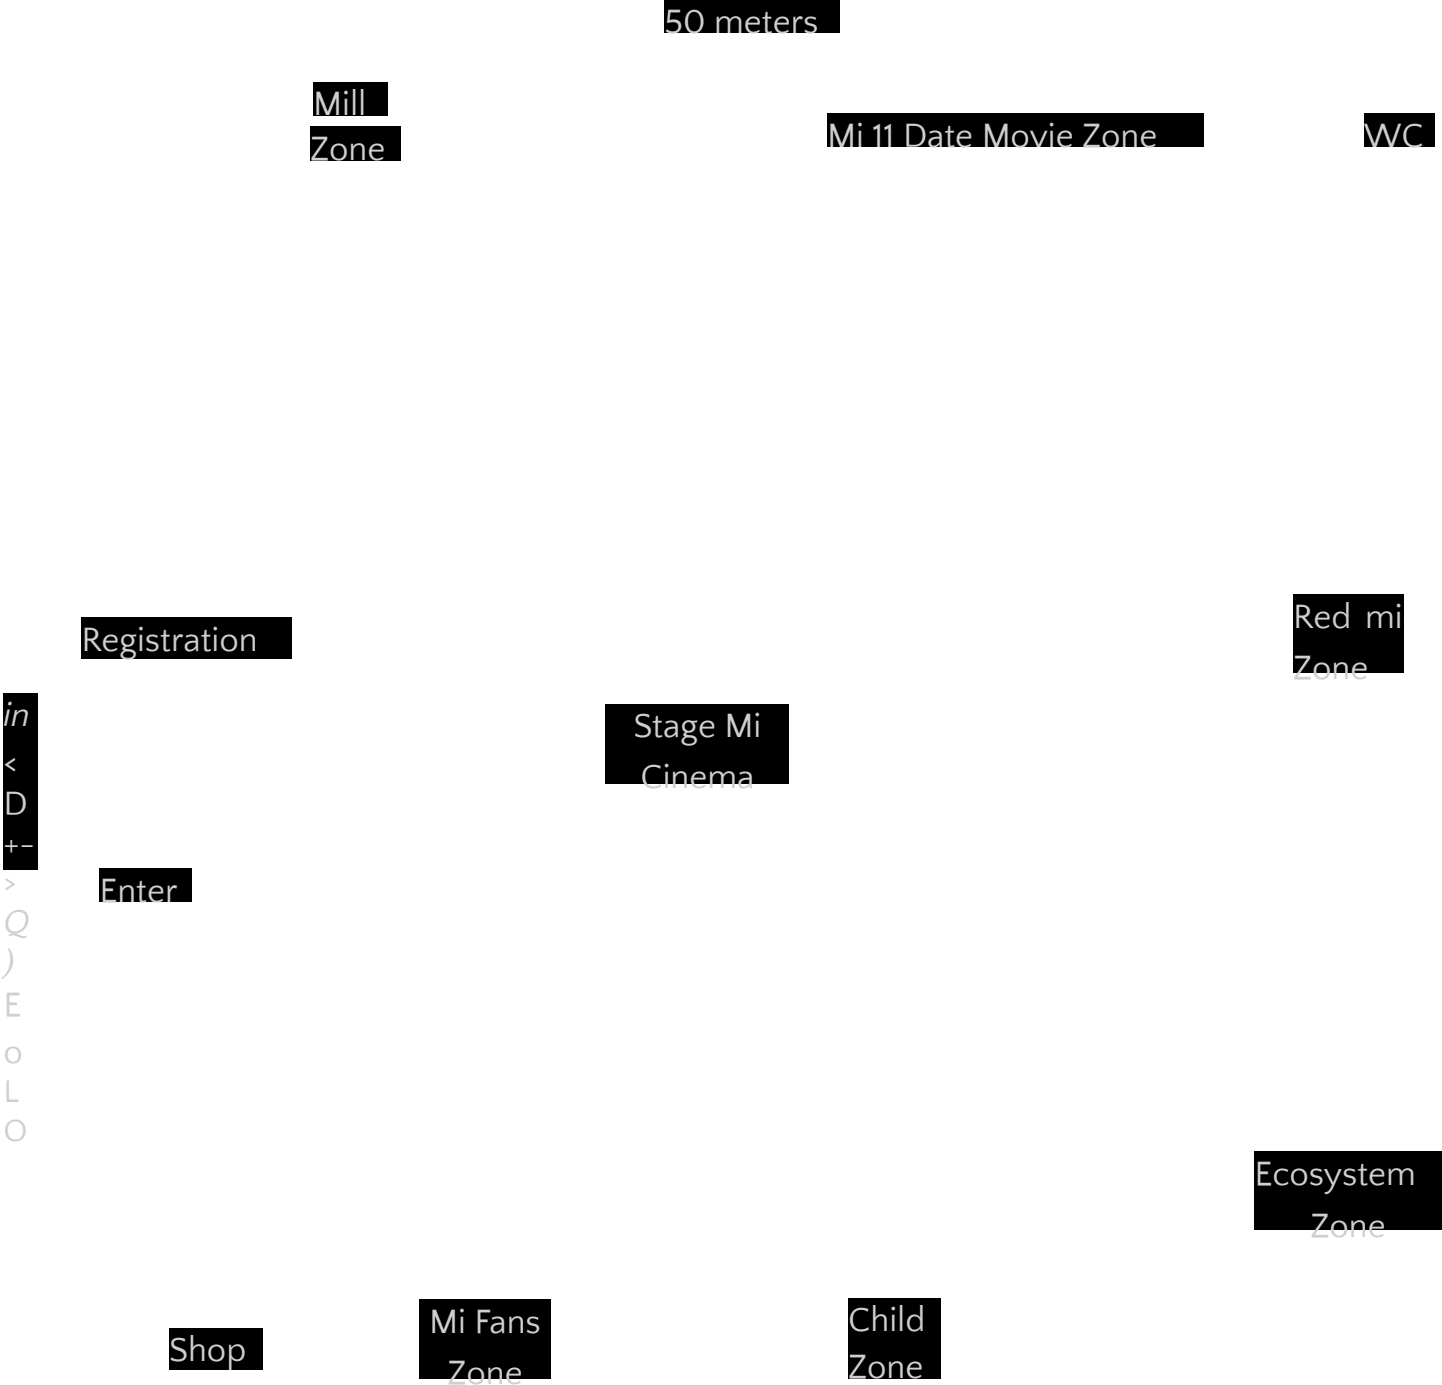 50 meters
Mill
Zone
Mi 11 Date Movie Zone
WC
Registration
Red mi
Zone
in
<
D
+-
>
Q
)
E
o
L
O
Stage Mi
Cinema
Enter
Ecosystem
Zone
Shop
Mi Fans
Zone
Child
Zone